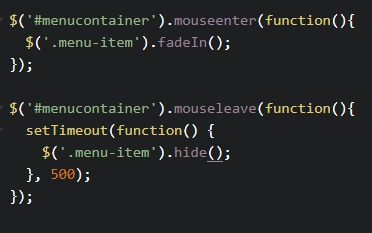 $('#menucontainer').mouseenter(function(){
$('.menu-item').fadeIn();
});
$('#menucontainer').mouseleave(function(){
setTimeout(function() {
$('.menu-item').hide();
}, 500);
});